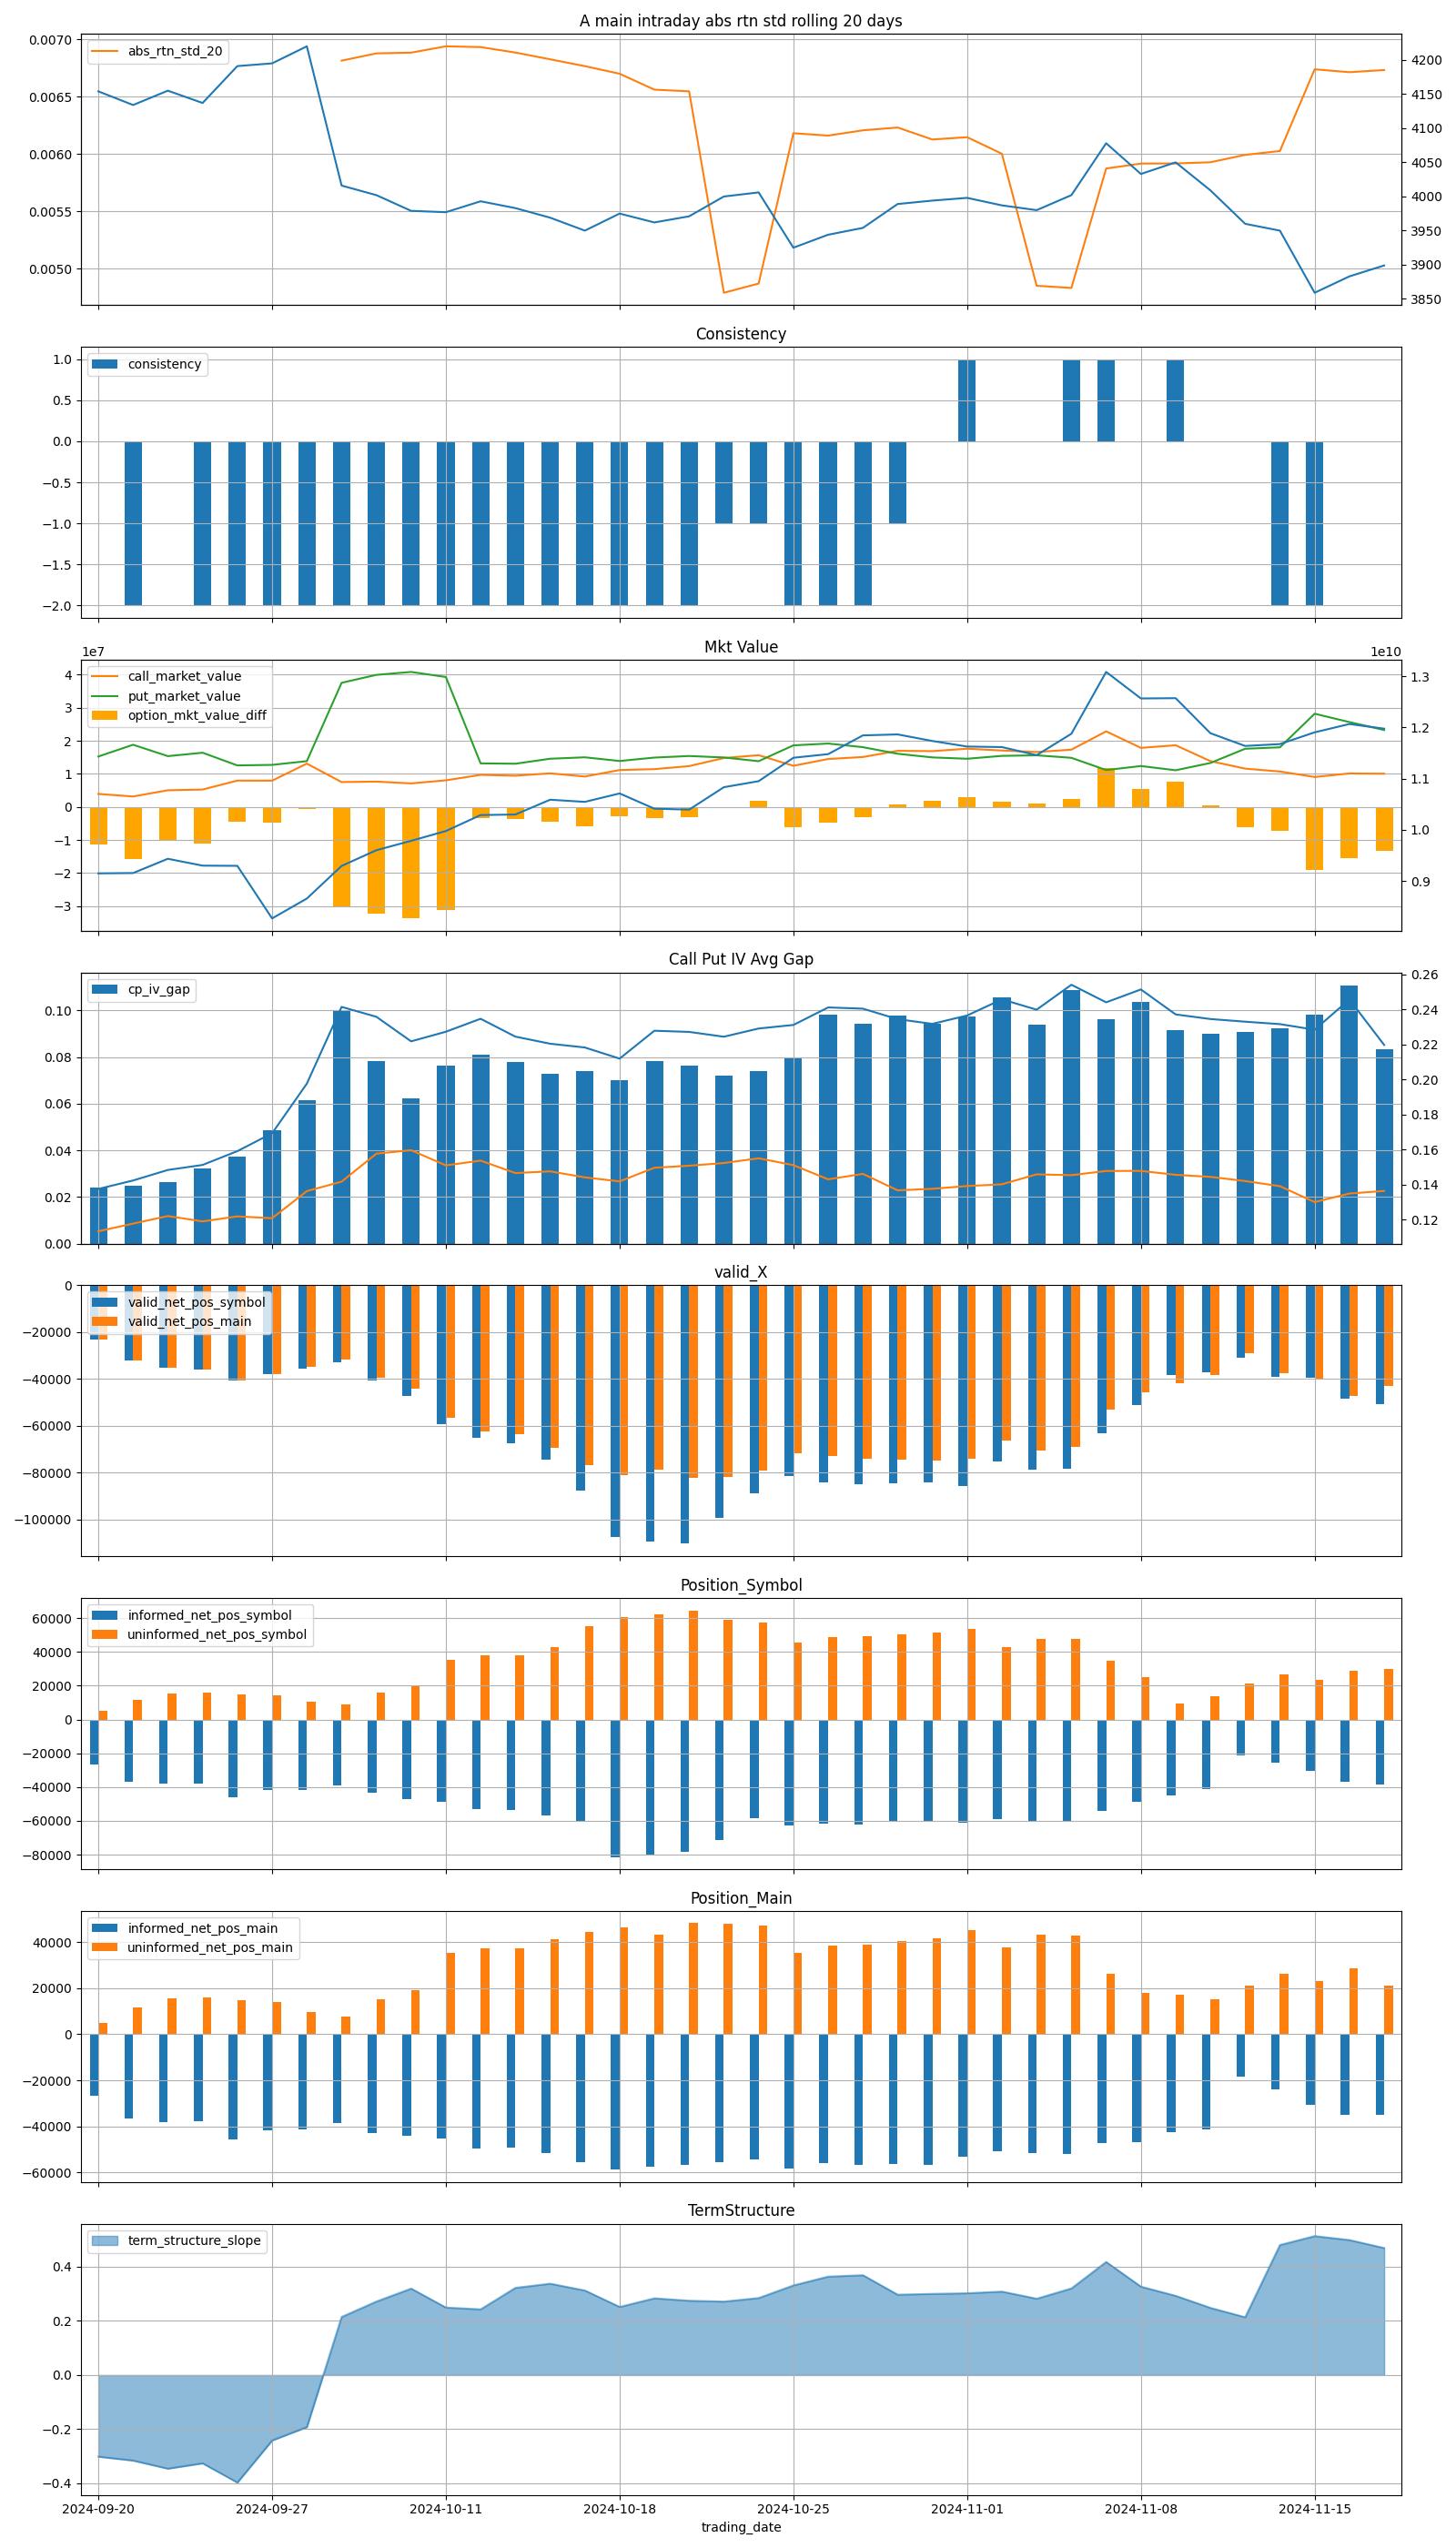 A main intraday abs rtn std rolling 20 days
abs_rtn_std_20
0.0070
0.0065
0.0060
0.0055
0.0050
4200
4150
4100
4050
4000
3950
3900
3850
Consistency
consistency
1.0
0.5
0.0
−0.5
−1.0
−1.5
−2.0
Mkt Value
1e7
1e10
call_market_value
put_market_value
option_mkt_value_diff
4
3
2
1
0
−1
−2
−3
1.3
1.2
1.1
1.0
0.9
Call Put IV Avg Gap
cp_iv_gap
0.10
0.08
0.06
0.04
0.02
0.00
0.26
0.24
0.22
0.20
0.18
0.16
0.14
0.12
valid_X
valid_net_pos_symbol
valid_net_pos_main
0
−20000
−40000
−60000
−80000
−100000
Position_Symbol
informed_net_pos_symbol
uninformed_net_pos_symbol
60000
40000
20000
0
−20000
−40000
−60000
−80000
Position_Main
informed_net_pos_main
uninformed_net_pos_main
40000
20000
0
−20000
−40000
−60000
TermStructure
term_structure_slope
0.4
0.2
0.0
−0.2
−0.4
2024-09-20 2024-09-27 2024-10-11 2024-10-18 2024-10-25 2024-11-01 2024-11-08 2024-11-15
trading_date